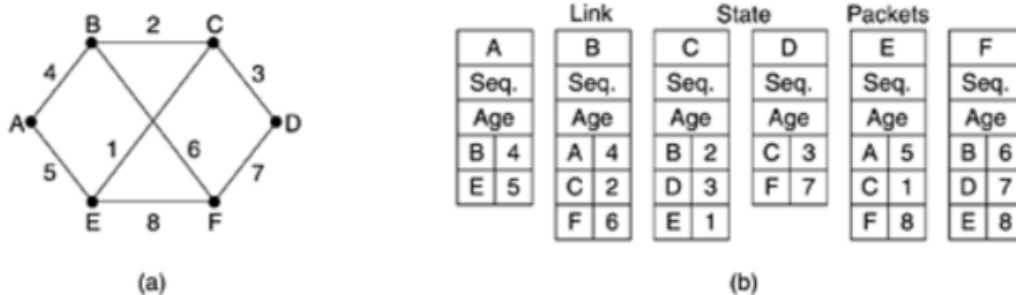 B 2 C
4 3
A D
5 1 6 7
E 8 F
(a)
Link State Packets
A B C D E F
Seq. Seq. Seq. Seq. Seq. Seq.
Age Age Age Age Age Age
B 4 A 4 B 2 C 3 A 5 B 6
E 5 C 2 D 3 F 7 C 1 D 7
F 6 E 1 F 8 E 8
(b)